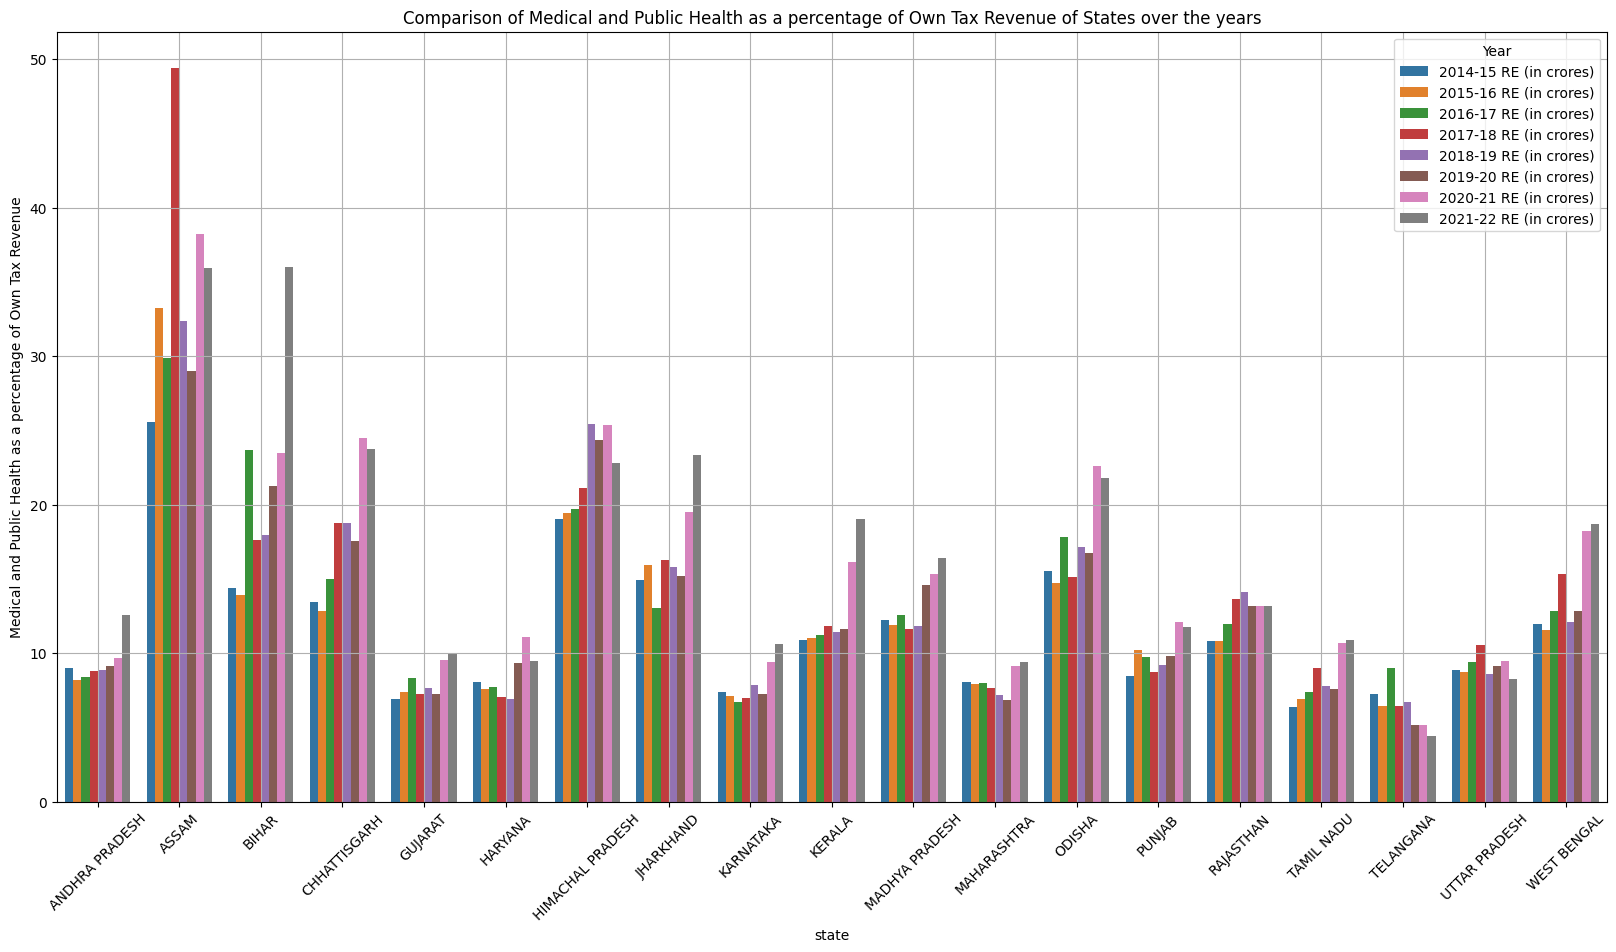 Comparison of Medical and Public Health as a percentage of Own Tax Revenue of States over the years
Medical and Public Health as a percentage of Own Tax Revenue
50
40
30
20
10
0
Year
2014-15 RE (in crores)
2015-16 RE (in crores)
2016-17 RE (in crores)
2017-18 RE (in crores)
2018-19 RE (in crores)
2019-20 RE (in crores)
2020-21 RE (in crores)
2021-22 RE (in crores)
ANDHRA PRADESH
ASSAM
BIHAR
CHHATTISGARH
GUJARAT
HARYANA
HIMACHAL PRADESH
JHARKHAND
KARNATAKA
KERALA
MADHYA PRADESH
MAHARASHTRA
ODISHA
PUNJAB
RAJASTHAN
TAMIL NADU
TELANGANA
UTTAR PRADESH
WEST BENGAL
state